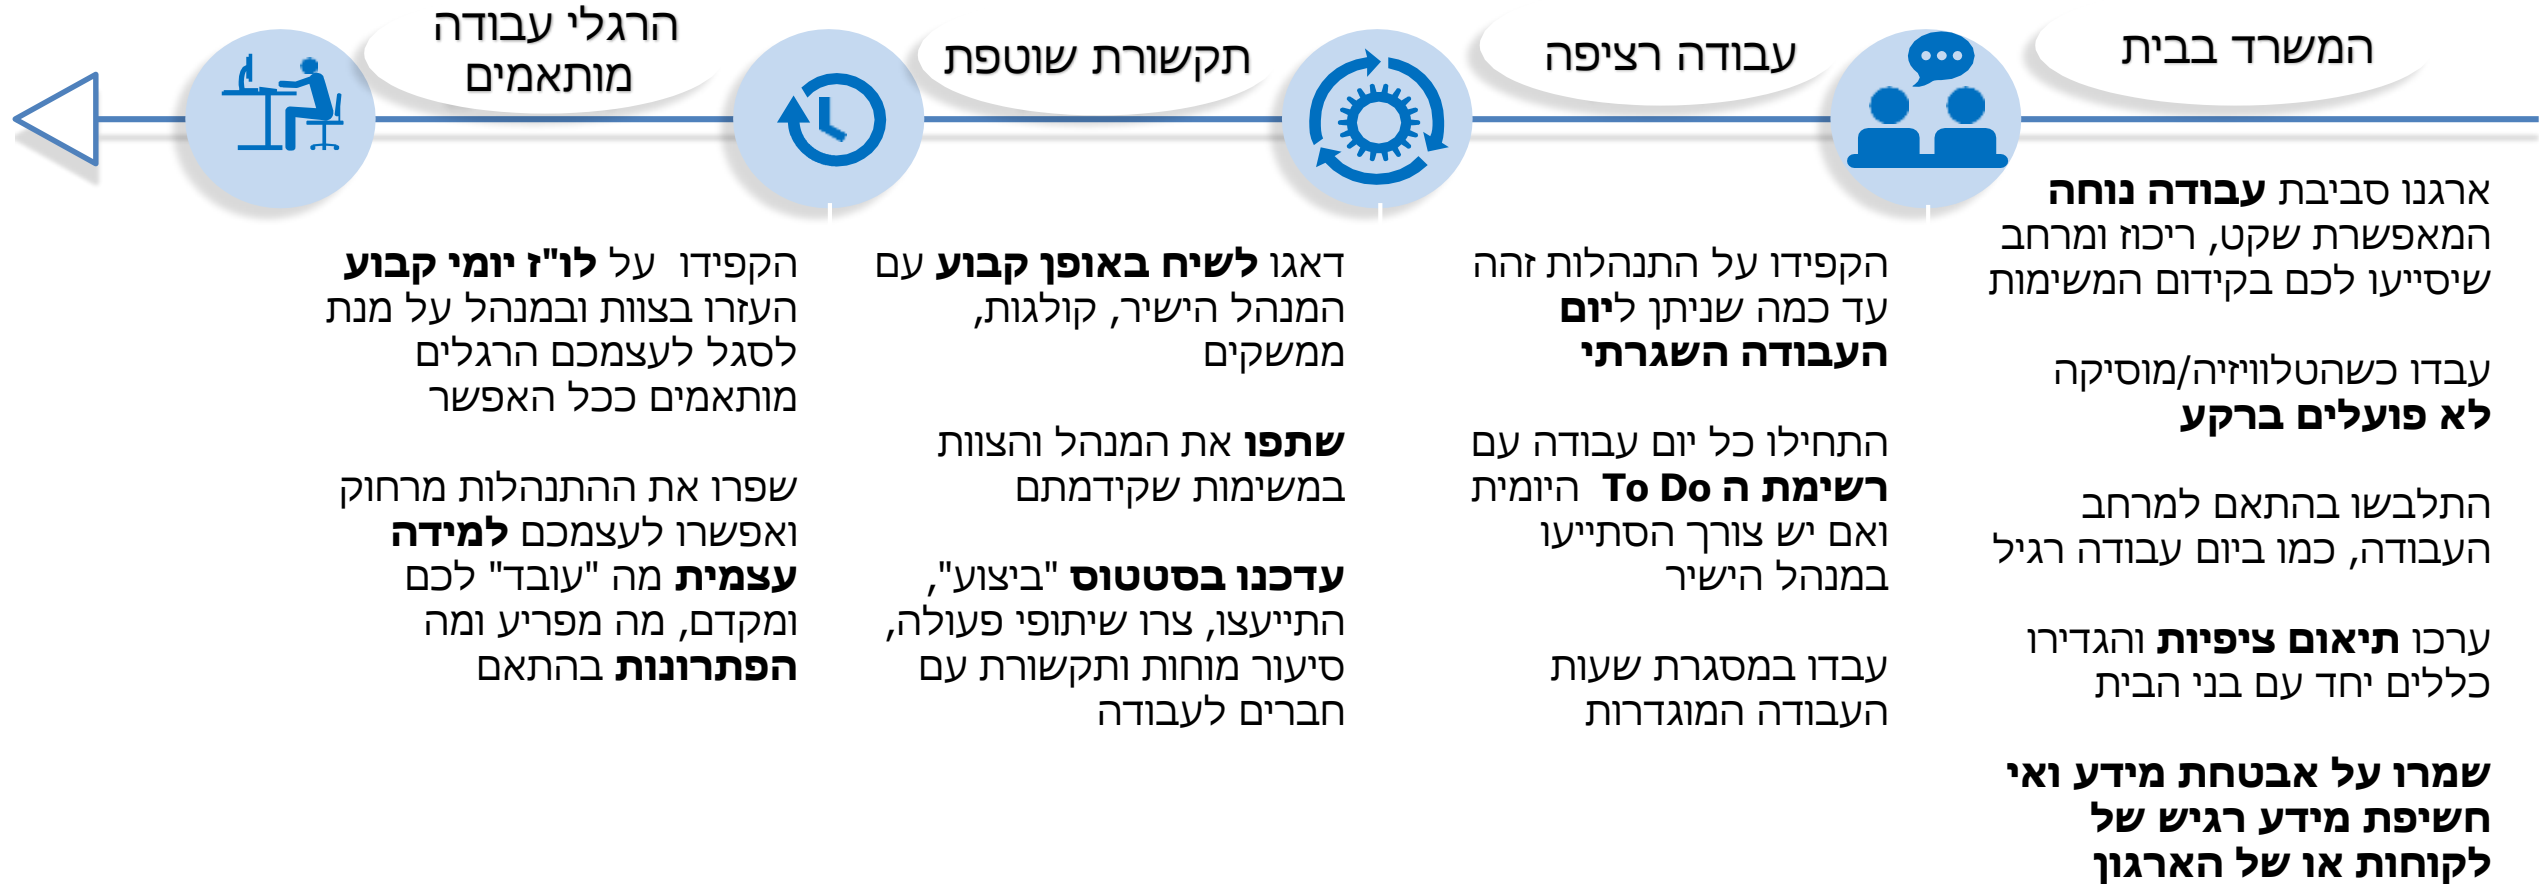 המשרד בבית
ארגנו סביבת עבודה נוחה
המאפשרת שקט, ריכוז ומרחב
שיסייעו לכם בקידום המשימות
עבדו כשהטלוויזיה/מוסיקה
לא פועלים ברקע
התלבשו בהתאם למרחב
העבודה, כמו ביום עבודה רגיל
ערכו תיאום ציפיות והגדירו
כללים יחד עם בני הבית
שמרו על אבטחת מידע ואי
חשיפת מידע רגיש של
לקוחות או של הארגון
עבודה רציפה
הקפידו על התנהלות זהה
עד כמה שניתן ליום
העבודה השגרתי
התחילו כל יום עבודה עם
רשימת ה To Do היומית
ואם יש צורך הסתייעו
במנהל הישיר
עבדו במסגרת שעות
העבודה המוגדרות
תקשורת שוטפת
דאגו לשיח באופן קבוע עם
המנהל הישיר, קולגות,
ממשקים
שתפו את המנהל והצוות
במשימות שקידמתם
עדכנו בסטטוס "ביצוע",
התייעצו, צרו שיתופי פעולה,
סיעור מוחות ותקשורת עם
חברים לעבודה
הרגלי עבודה
מותאמים
הקפידו על לו"ז יומי קבוע
העזרו בצוות ובמנהל על מנת
לסגל לעצמכם הרגלים
מותאמים ככל האפשר
שפרו את ההתנהלות מרחוק
ואפשרו לעצמכם למידה
עצמית מה "עובד" לכם
ומקדם, מה מפריע ומה
הפתרונות בהתאם